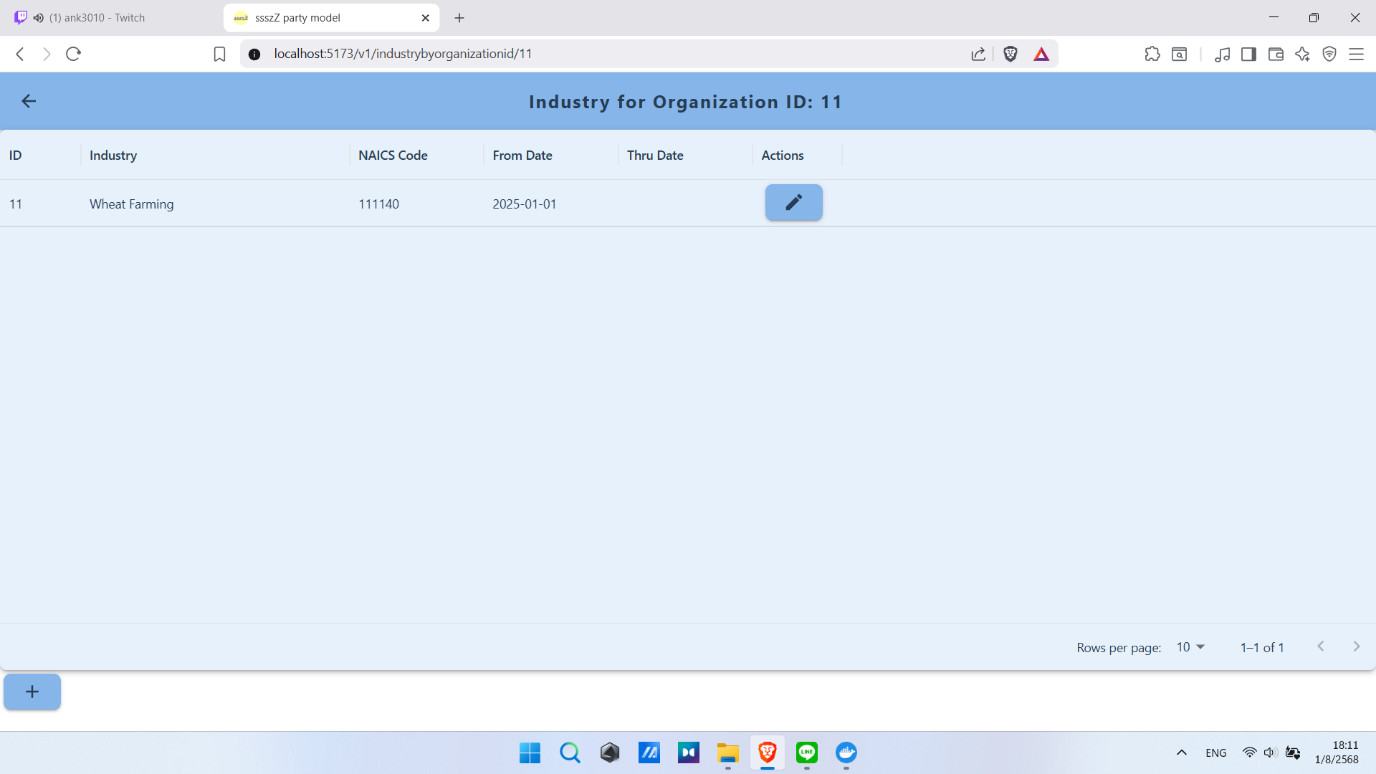 (1) ank3010 - Twitch
ssszZ ssszZ party model
localhost:5173/v1/industrybyorganizationid/11
Industry for Organization ID: 11
ID Industry NAICS Code From Date Thru Date Actions
11 Wheat Farming 111140 2025-01-01
Rows per page: 10 1–1 of 1
+
LINE
ENG
18:11
1/8/2568